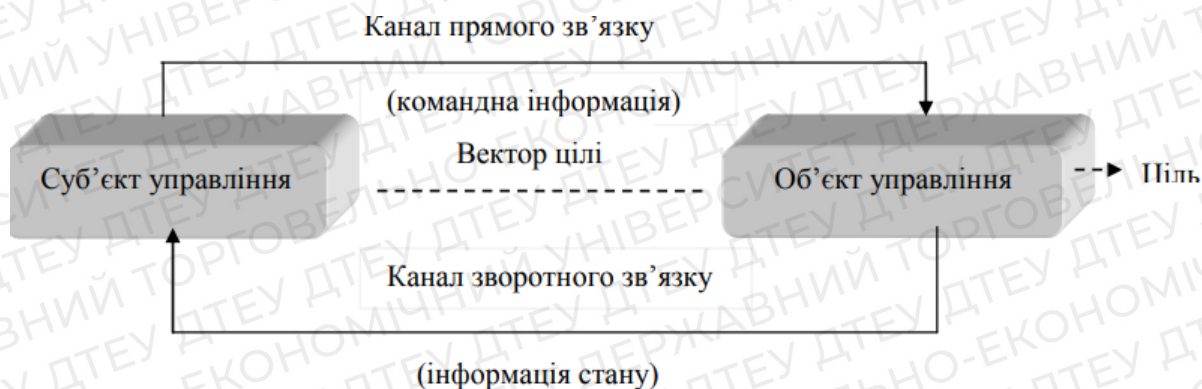 Канал прямого зв’язку
(командна інформація)
Вектор цілі
Суб’єкт управління
Об’єкт управління
Ціль
Канал зворотного зв’язку
(інформація стану)